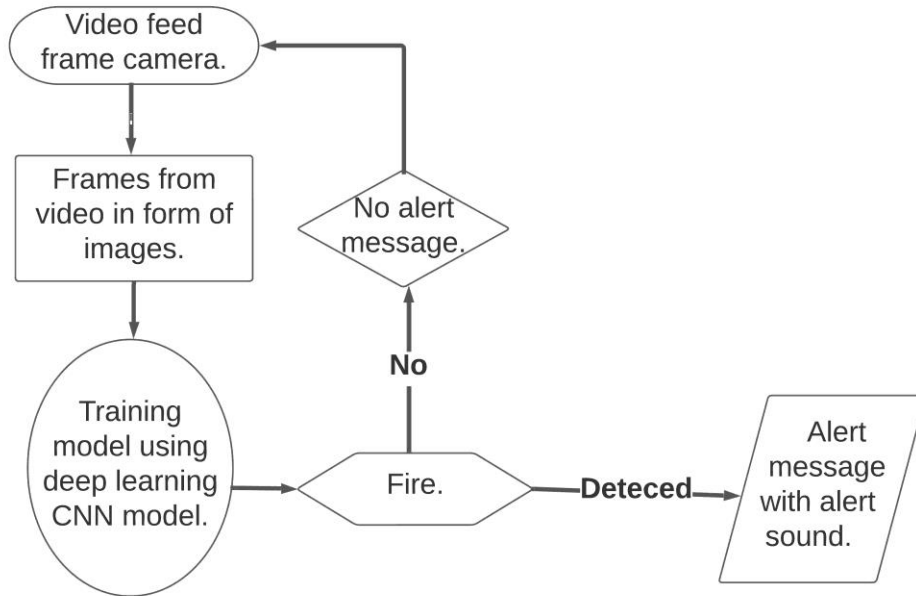 Video feed
frame camera.
Frames from
video in form of
images.
Training
model using
deep learning
CNN model.
Fire.
No
No alert
message.
Deteced
Alert
message
with alert
sound.